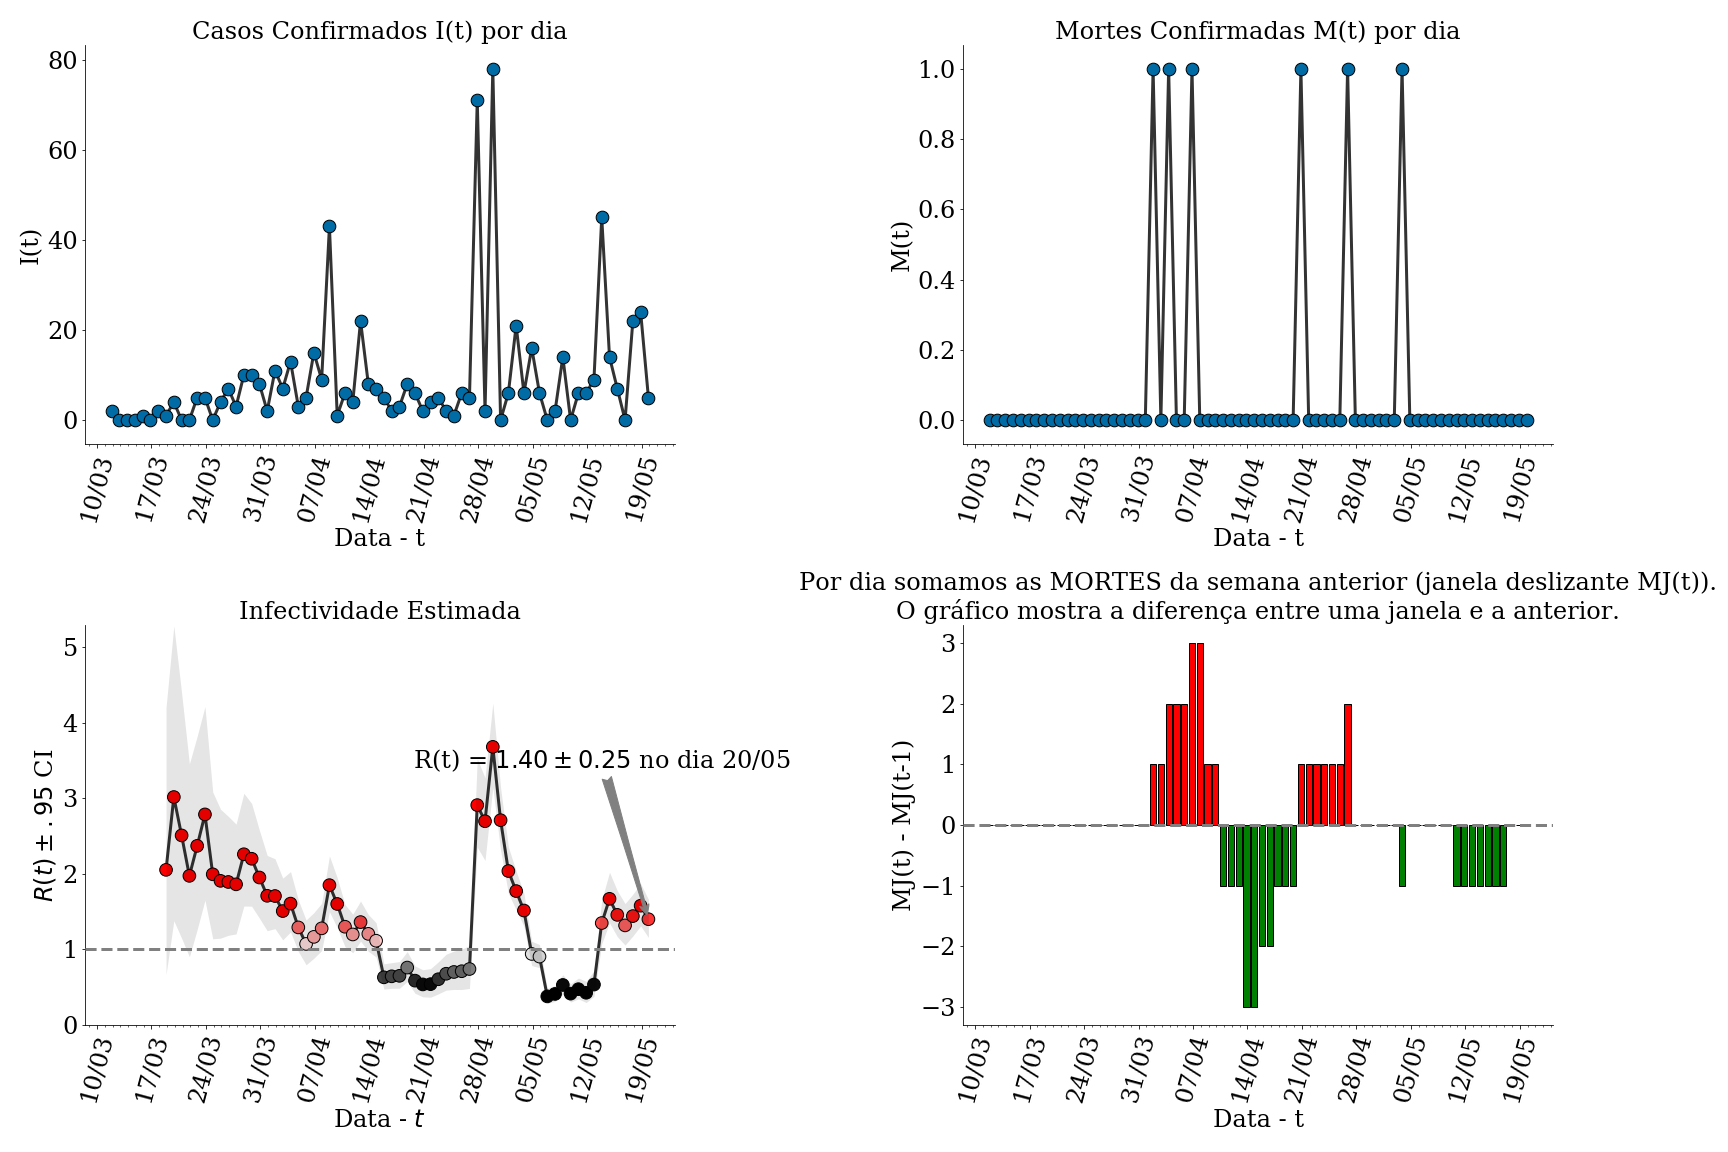 Casos Confirmados I(t) por dia
80
60
40
20
0
I(t)
10/03 17/03 24/03 31/03 07/04 14/04 21/04 28/04 05/05 12/05 19/05
Data - t
Mortes Confirmadas M(t) por dia
1.0
0.8
0.6
0.4
0.2
0.0
M(t)
10/03 17/03 24/03 31/03 07/04 14/04 21/04 28/04 05/05 12/05 19/05
Data - t
Infectividade Estimada
5
4
3
2
1
0
R(t) ± .95 CI
R(t) = 1.40 ± 0.25 no dia 20/05
10/03 17/03 24/03 31/03 07/04 14/04 21/04 28/04 05/05 12/05 19/05
Data - t
Por dia somamos as MORTES da semana anterior (janela deslizante MJ(t)).
O gráfico mostra a diferença entre uma janela e a anterior.
3
2
1
0
−1
−2
−3
MJ(t) - MJ(t-1)
10/03 17/03 24/03 31/03 07/04 14/04 21/04 28/04 05/05 12/05 19/05
Data - t